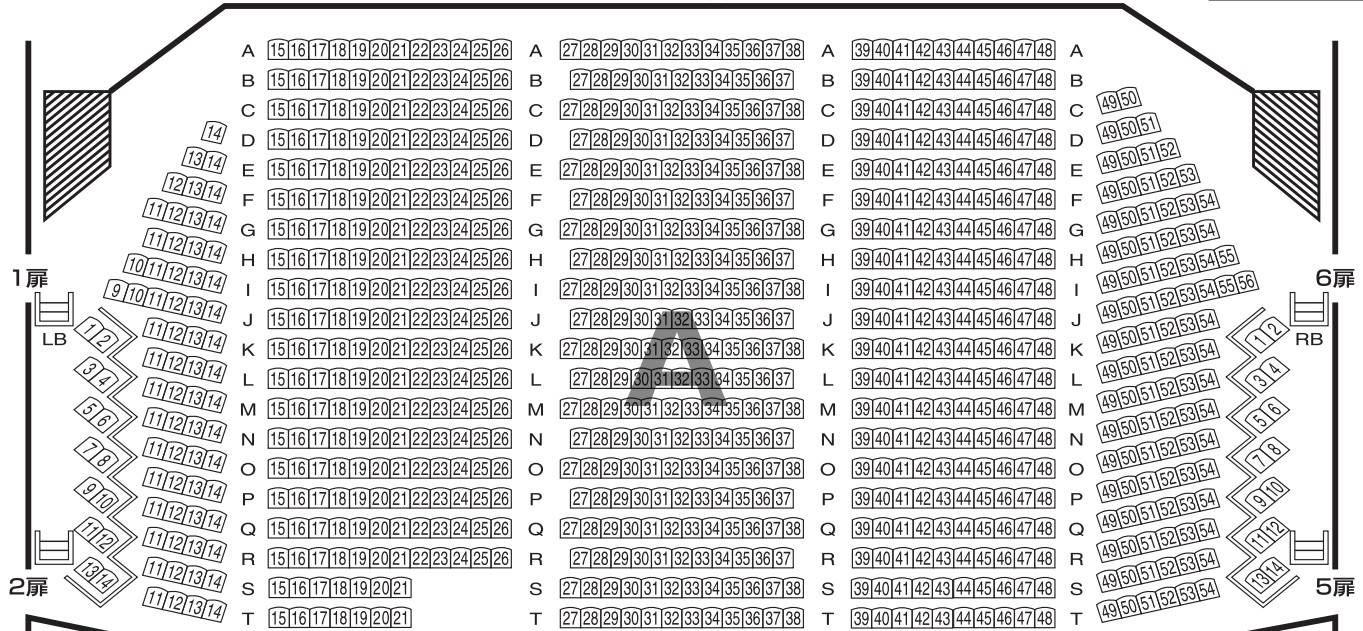 A 15 16 17 18 19 20 21 22 23 24 25 26 A 27 28 29 30 31 32 33 34 35 36 37 38 A 39 40 41 42 43 44 45 46 47 48 A
B 15 16 17 18 19 20 21 22 23 24 25 26 B 27 28 29 30 31 32 33 34 35 36 37 B 39 40 41 42 43 44 45 46 47 48 B
C 15 16 17 18 19 20 21 22 23 24 25 26 C 27 28 29 30 31 32 33 34 35 36 37 38 C 39 40 41 42 43 44 45 46 47 48 C 49 50
14 D 15 16 17 18 19 20 21 22 23 24 25 26 D 27 28 29 30 31 32 33 34 35 36 37 D 39 40 41 42 43 44 45 46 47 48 D 49 50 51
13 14 E 15 16 17 18 19 20 21 22 23 24 25 26 E 27 28 29 30 31 32 33 34 35 36 37 38 E 39 40 41 42 43 44 45 46 47 48 E 49 50 51 52
12 13 14 F 15 16 17 18 19 20 21 22 23 24 25 26 F 27 28 29 30 31 32 33 34 35 36 37 F 39 40 41 42 43 44 45 46 47 48 F 49 50 51 52 53
11 12 13 14 G 15 16 17 18 19 20 21 22 23 24 25 26 G 27 28 29 30 31 32 33 34 35 36 37 38 G 39 40 41 42 43 44 45 46 47 48 G 49 50 51 52 53 54
11 12 13 14 H 15 16 17 18 19 20 21 22 23 24 25 26 H 27 28 29 30 31 32 33 34 35 36 37 H 39 40 41 42 43 44 45 46 47 48 H 49 50 51 52 53 54
10 11 12 13 14 I 15 16 17 18 19 20 21 22 23 24 25 26 I 27 28 29 30 31 32 33 34 35 36 37 38 I 39 40 41 42 43 44 45 46 47 48 I 49 50 51 52 53 54 55
9 10 11 12 13 14 J 15 16 17 18 19 20 21 22 23 24 25 26 J 27 28 29 30 31 32 33 34 35 36 37 J 39 40 41 42 43 44 45 46 47 48 J 49 50 51 52 53 54 55 56
11 12 13 14 K 15 16 17 18 19 20 21 22 23 24 25 26 K 27 28 29 30 31 32 33 34 35 36 37 38 K 39 40 41 42 43 44 45 46 47 48 K 49 50 51 52 53 54
11 12 13 14 L 15 16 17 18 19 20 21 22 23 24 25 26 L 27 28 29 30 31 32 33 34 35 36 37 L 39 40 41 42 43 44 45 46 47 48 L 49 50 51 52 53 54
11 12 13 14 M 15 16 17 18 19 20 21 22 23 24 25 26 M 27 28 29 30 31 32 33 34 35 36 37 38 M 39 40 41 42 43 44 45 46 47 48 M 49 50 51 52 53 54
11 12 13 14 N 15 16 17 18 19 20 21 22 23 24 25 26 N 27 28 29 30 31 32 33 34 35 36 37 N 39 40 41 42 43 44 45 46 47 48 N 49 50 51 52 53 54
11 12 13 14 O 15 16 17 18 19 20 21 22 23 24 25 26 O 27 28 29 30 31 32 33 34 35 36 37 38 O 39 40 41 42 43 44 45 46 47 48 O 49 50 51 52 53 54
11 12 13 14 P 15 16 17 18 19 20 21 22 23 24 25 26 P 27 28 29 30 31 32 33 34 35 36 37 P 39 40 41 42 43 44 45 46 47 48 P 49 50 51 52 53 54
11 12 13 14 Q 15 16 17 18 19 20 21 22 23 24 25 26 Q 27 28 29 30 31 32 33 34 35 36 37 38 Q 39 40 41 42 43 44 45 46 47 48 Q 49 50 51 52 53 54
11 12 13 14 R 15 16 17 18 19 20 21 22 23 24 25 26 R 27 28 29 30 31 32 33 34 35 36 37 R 39 40 41 42 43 44 45 46 47 48 R 49 50 51 52 53 54
11 12 13 14 S 15 16 17 18 19 20 21 S 27 28 29 30 31 32 33 34 35 36 37 38 S 39 40 41 42 43 44 45 46 47 48 S 49 50 51 52 53 54
11 12 13 14 T 15 16 17 18 19 20 21 T 27 28 29 30 31 32 33 34 35 36 37 38 T 39 40 41 42 43 44 45 46 47 48 T 49 50 51 52 53 54
A
1扉
LB
1 2
3 4
5 6
7 8
9 10
11 12
13 14
2扉
6扉
RB
1 2
3 4
5 6
7 8
9 10
11 12
13 14
5扉